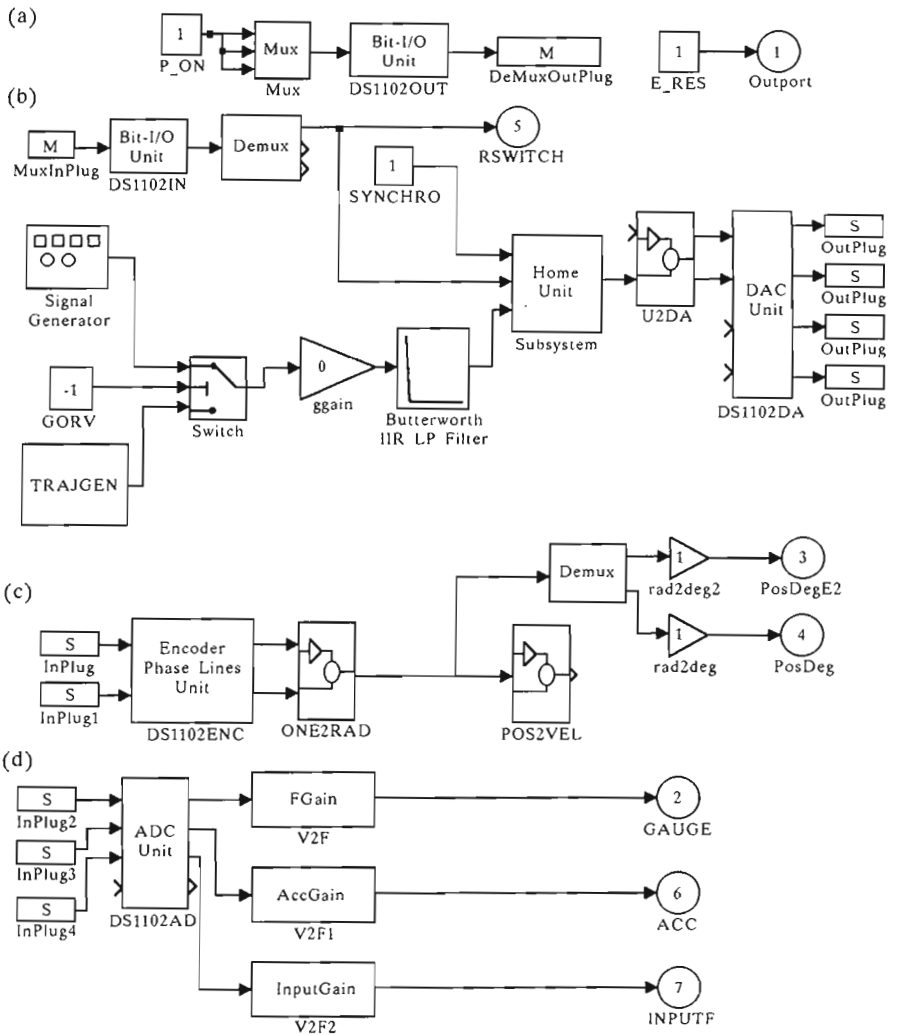 (a)
1
P_ON
Mux
Mux
Bit-I/O
Unit
DS1102OUT
M
DeMuxOutPlug
1
E_RES
1
Outport
(b)
M
MuxInPlug
Bit-I/O
Unit
DS1102IN
Demux
5
RSWITCH
1
SYNCHRO
Signal
Generator
-1
GORV
TRAJGEN
Switch
0
ggain
Butterworth
IIR LP Filter
Home
Unit
Subsystem
U2DA
DAC
Unit
DS1102DA
S
OutPlug
S
OutPlug
S
OutPlug
S
OutPlug
(c)
S
InPlug
S
InPlug1
Encoder
Phase Lines
Unit
DS1102ENC
ONE2RAD
POS2VEL
Demux
1
rad2deg2
3
PosDegE2
1
rad2deg
4
PosDeg
(d)
S
InPlug2
S
InPlug3
S
InPlug4
ADC
Unit
DS1102AD
FGain
V2F
2
GAUGE
AccGain
V2F1
6
ACC
InputGain
V2F2
7
INPUTF